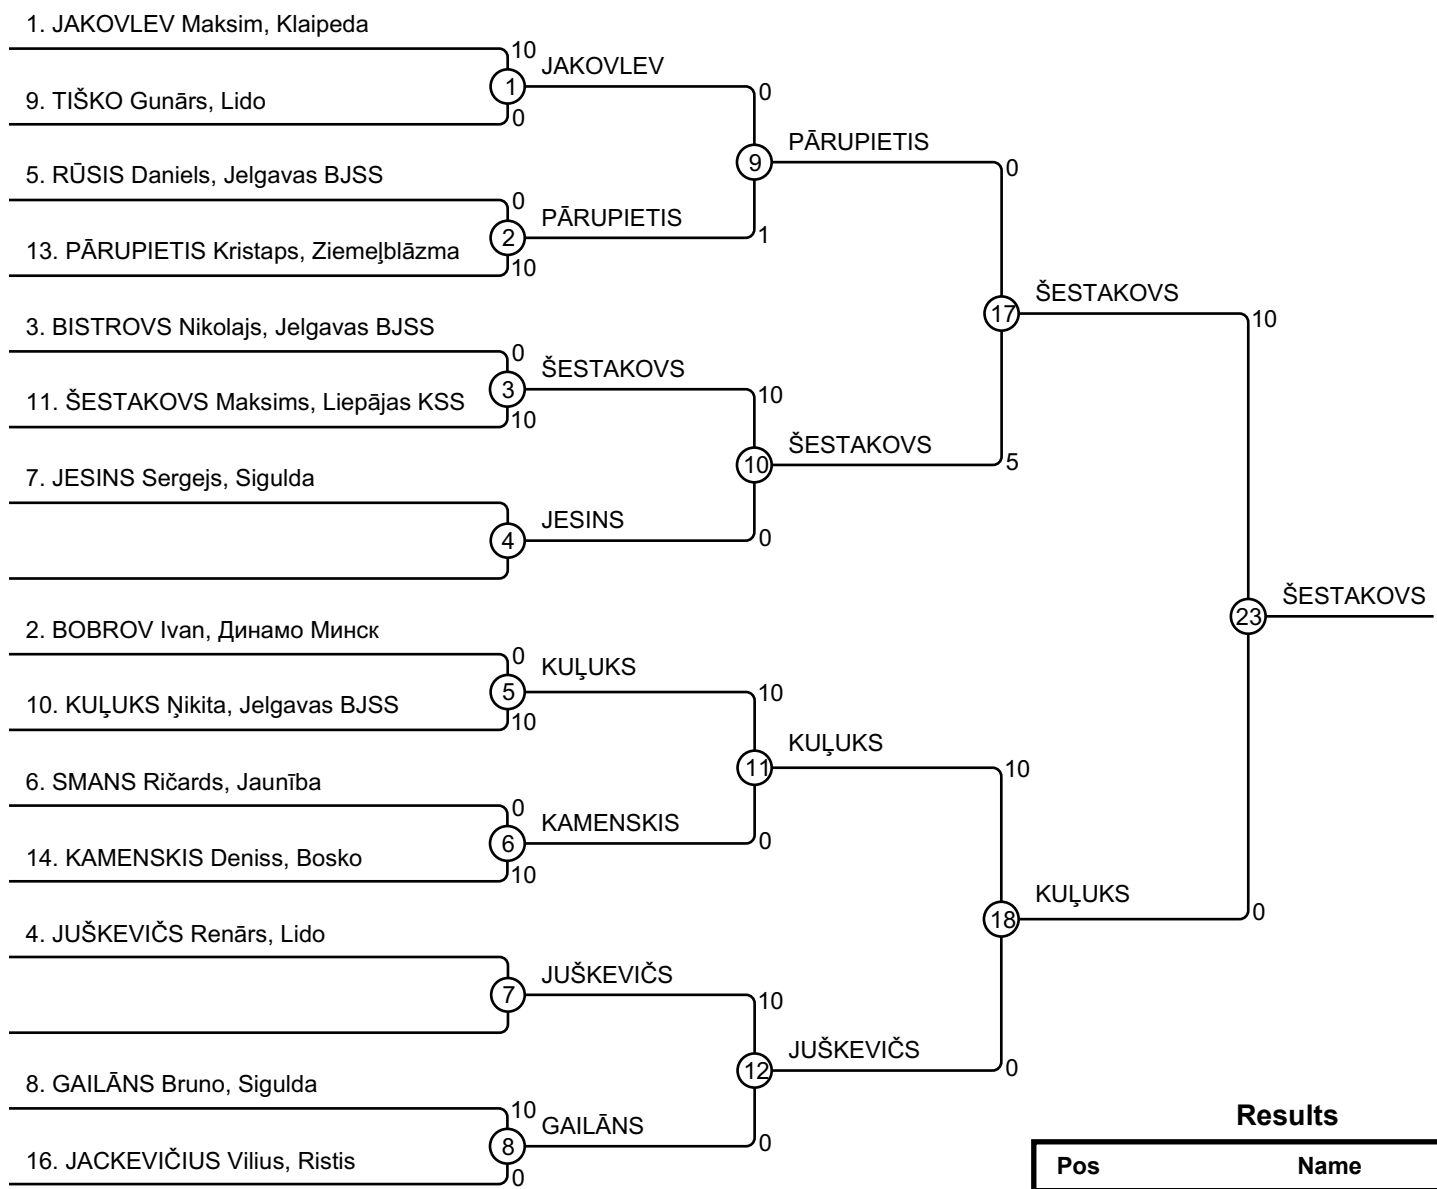 1. JAKOVLEV Maksim, Klaipeda
10
JAKOVLEV
1
0
9. TIŠKO Gunārs, Lido
0
PĀRUPIETIS
9
0
5. RŪSIS Daniels, Jelgavas BJSS
0
PĀRUPIETIS
2
1
13. PĀRUPIETIS Kristaps, Ziemeļblāzma
10
ŠESTAKOVS
17
10
3. BISTROVS Nikolajs, Jelgavas BJSS
0
ŠESTAKOVS
3
10
11. ŠESTAKOVS Maksims, Liepājas KSS
10
ŠESTAKOVS
10
5
7. JESINS Sergejs, Sigulda
JESINS
4
0
ŠESTAKOVS
23
2. BOBROV Ivan, Динамо Минск
0
KUĻUKS
5
10
10. KUĻUKS Ņikita, Jelgavas BJSS
10
KUĻUKS
11
10
6. SMANS Ričards, Jaunība
0
KAMENSKIS
6
0
14. KAMENSKIS Deniss, Bosko
10
KUĻUKS
18
0
4. JUŠKEVIČS Renārs, Lido
JUŠKEVIČS
7
10
JUŠKEVIČS
12
0
8. GAILĀNS Bruno, Sigulda
10
GAILĀNS
8
0
16. JACKEVIČIUS Vilius, Ristis
0
Results
Pos Name